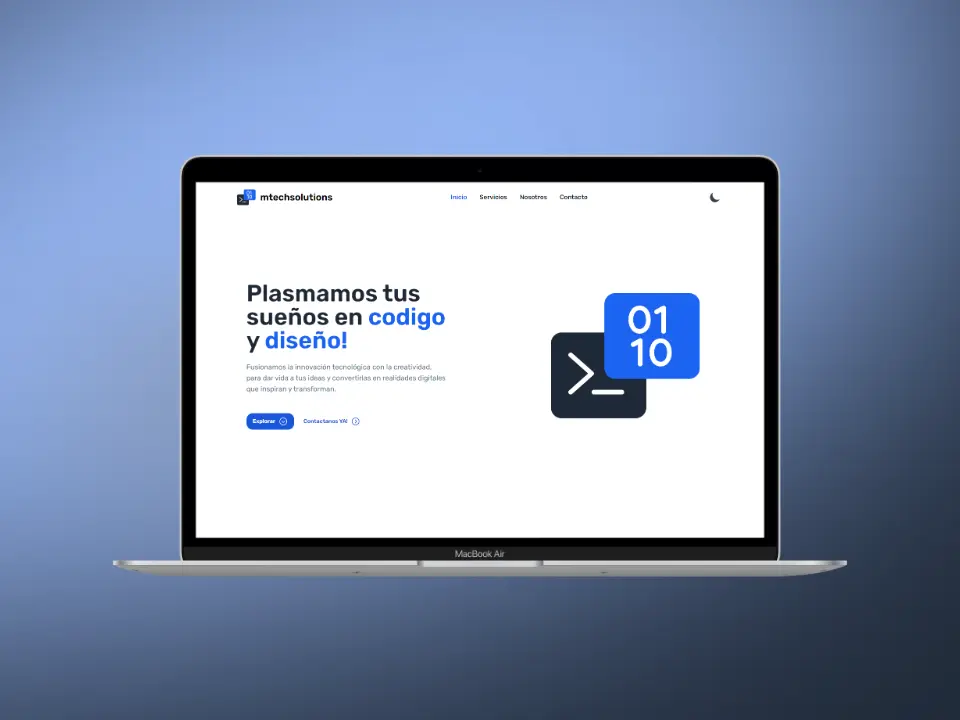 mtechsolutions
Inicio Servicios Nosotros Contacto
Plasmamos tus
sueños en codigo
y diseño!
Fusionamos la innovación tecnológica con la creatividad,
para dar vida a tus ideas y convertirlas en realidades digitales
que inspiran y transforman.
Explorar Contactanos YA!
01
10
>_
MacBook Air